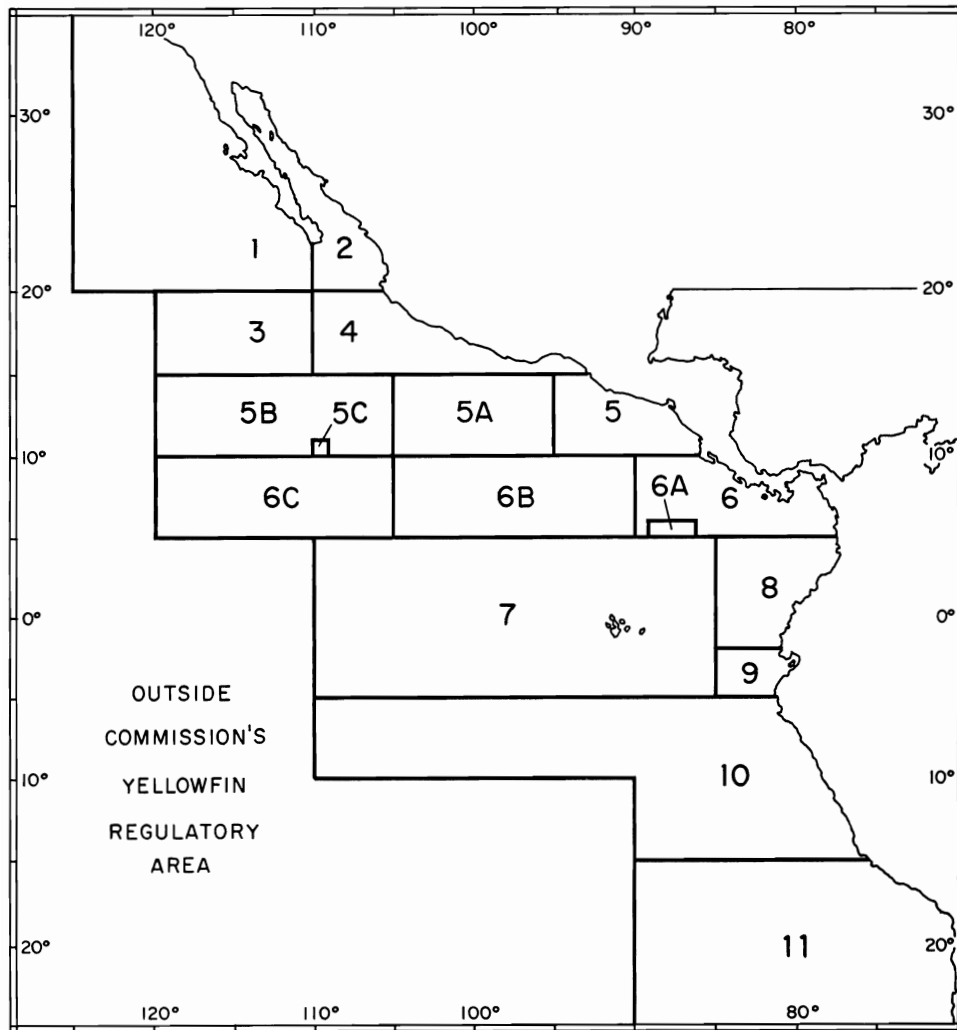 120° 110° 100° 90° 80°
30° 30°
1 2
20° 20°
3 4
5B 5C 5A 5
10° 10°
6C 6B 6A 6
7 8
0° 0°
9
OUTSIDE
COMMISSION'S
YELLOWFIN
REGULATORY
AREA
10
10° 10°
11
20° 20°
120° 110° 100° 90° 80°